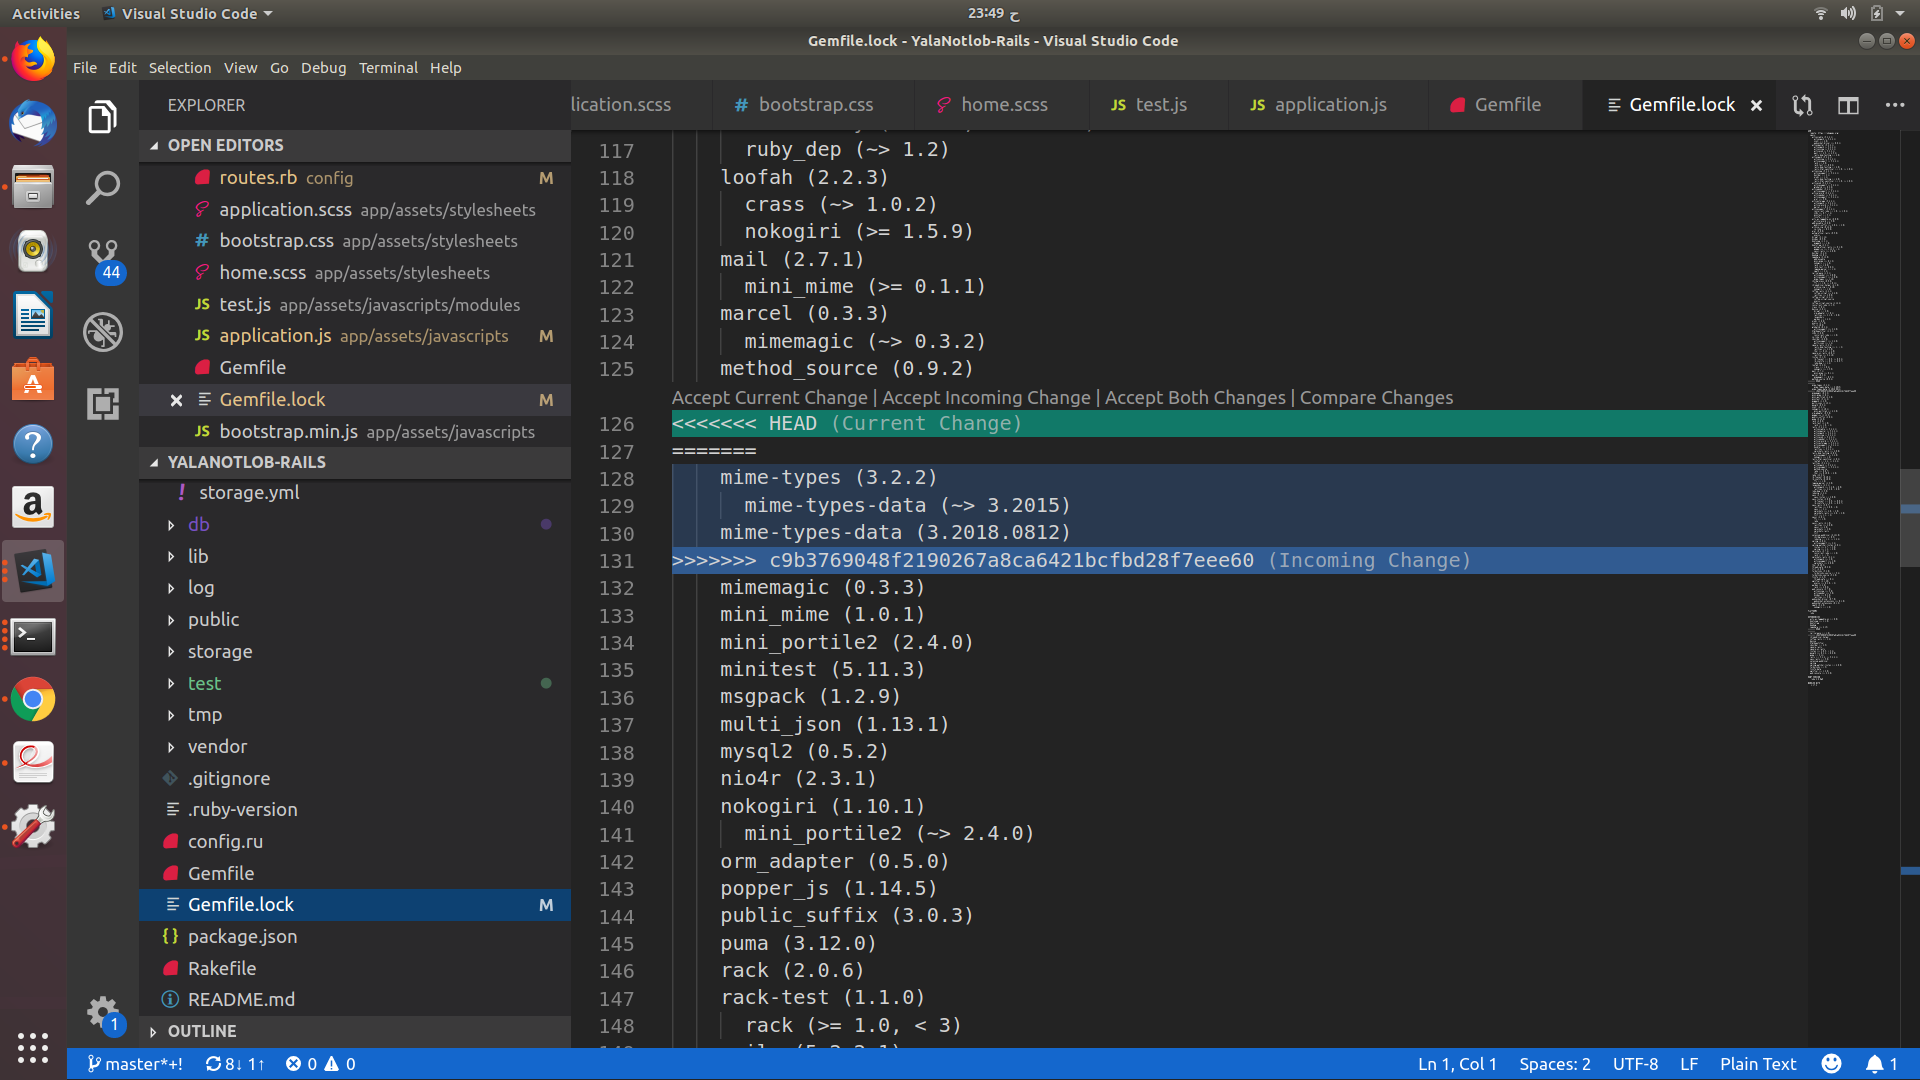 Activities
Visual Studio Code
23:49 ح
Gemfile.lock - YalaNotlob-Rails - Visual Studio Code
File Edit Selection View Go Debug Terminal Help
EXPLORER
OPEN EDITORS
routes.rb config M
application.scss app/assets/stylesheets
# bootstrap.css app/assets/stylesheets
home.scss app/assets/stylesheets
JS test.js app/assets/javascripts/modules
JS application.js app/assets/javascripts M
Gemfile
Gemfile.lock M
JS bootstrap.min.js app/assets/javascripts
44
YALANOTLOB-RAILS
! storage.yml
db
lib
log
public
storage
test
tmp
vendor
.gitignore
.ruby-version
config.ru
Gemfile
Gemfile.lock M
{} package.json
Rakefile
README.md
OUTLINE
1
lication.scss
# bootstrap.css
home.scss
JS test.js
JS application.js
Gemfile
Gemfile.lock
117 ruby_dep (~> 1.2)
118 loofah (2.2.3)
119 crass (~> 1.0.2)
120 nokogiri (>= 1.5.9)
121 mail (2.7.1)
122 mini_mime (>= 0.1.1)
123 marcel (0.3.3)
124 mimemagic (~> 0.3.2)
125 method_source (0.9.2)
Accept Current Change | Accept Incoming Change | Accept Both Changes | Compare Changes
126 <<<<<<< HEAD (Current Change)
127 =======
128 mime-types (3.2.2)
129 mime-types-data (~> 3.2015)
130 mime-types-data (3.2018.0812)
131 >>>>>>> c9b3769048f2190267a8ca6421bcfbd28f7eee60 (Incoming Change)
132 mimemagic (0.3.3)
133 mini_mime (1.0.1)
134 mini_portile2 (2.4.0)
135 minitest (5.11.3)
136 msgpack (1.2.9)
137 multi_json (1.13.1)
138 mysql2 (0.5.2)
139 nio4r (2.3.1)
140 nokogiri (1.10.1)
141 mini_portile2 (~> 2.4.0)
142 orm_adapter (0.5.0)
143 popper_js (1.14.5)
144 public_suffix (3.0.3)
145 puma (3.12.0)
146 rack (2.0.6)
147 rack-test (1.1.0)
148 rack (>= 1.0, < 3)
master*+! 8↓ 1↑ 0 0
Ln 1, Col 1 Spaces: 2 UTF-8 LF Plain Text 1